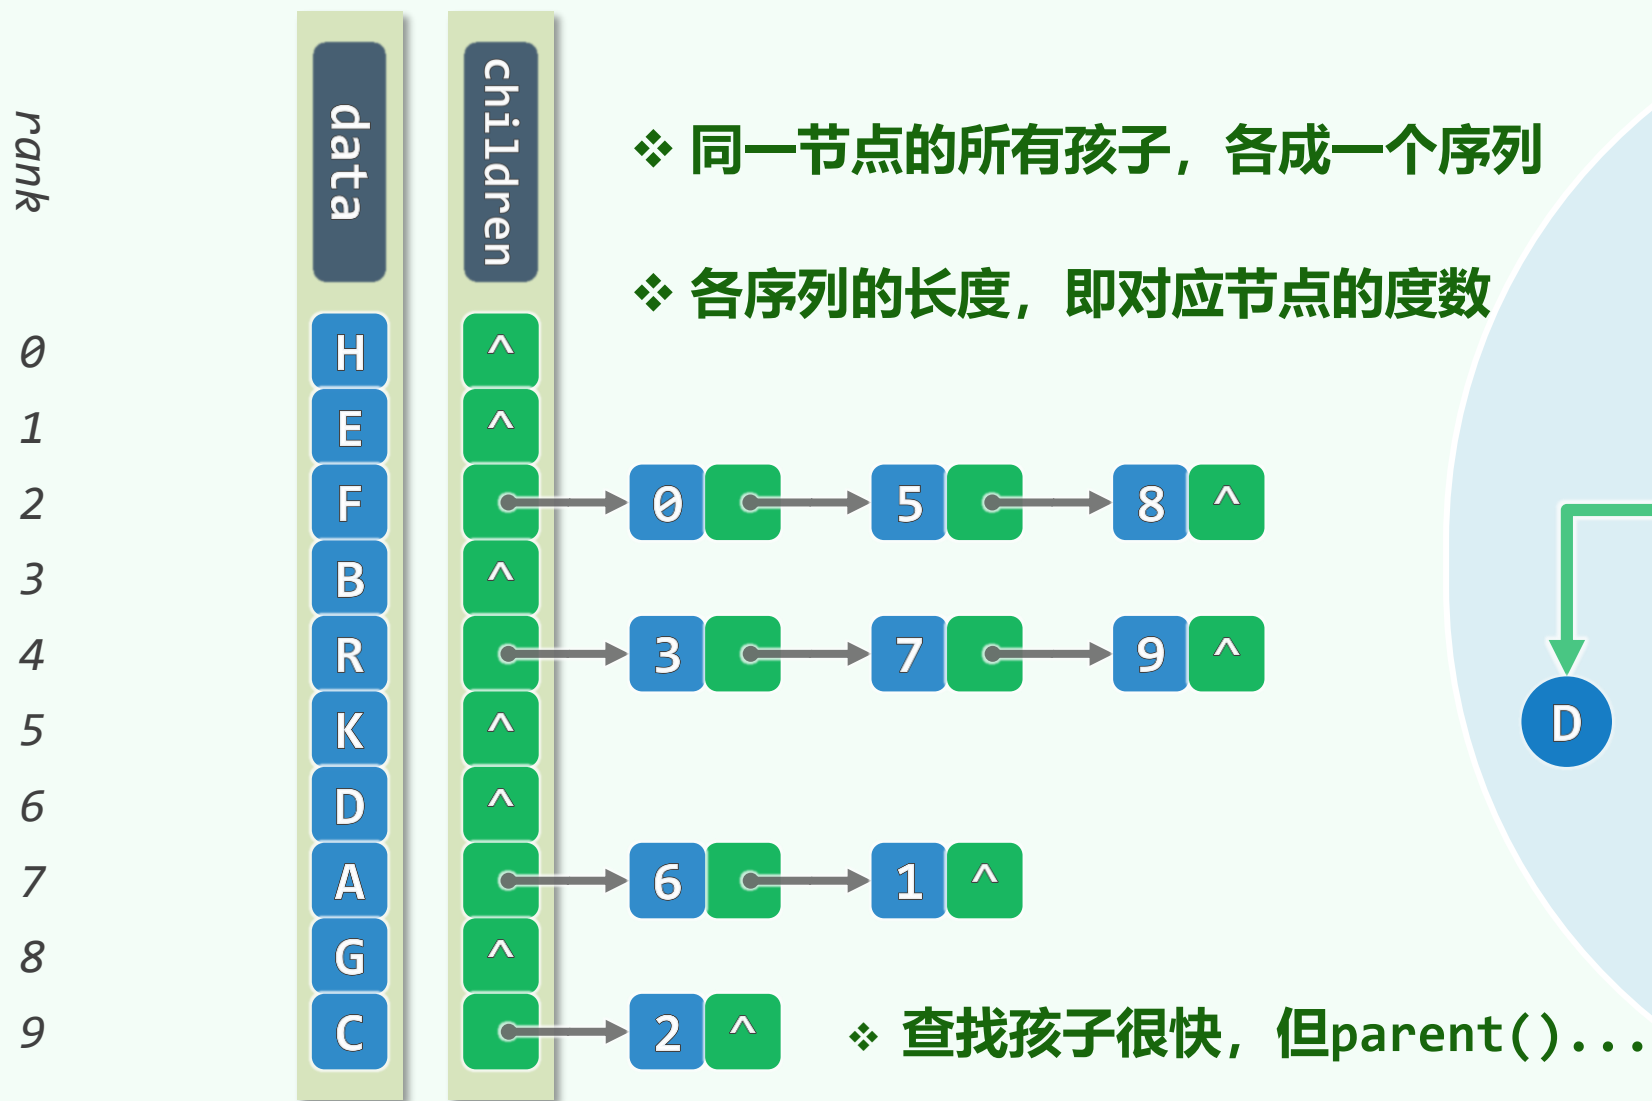 rank data children
❖ 同一节点的所有孩子，各成一个序列
❖ 各序列的长度，即对应节点的度数
0 H ^
1 E ^
2 F 0 5 8 ^
3 B ^
4 R 3 7 9 ^
5 K ^
D
6 D ^
7 A 6 1 ^
8 G ^
9 C 2 ^
❖ 查找孩子很快，但parent()...